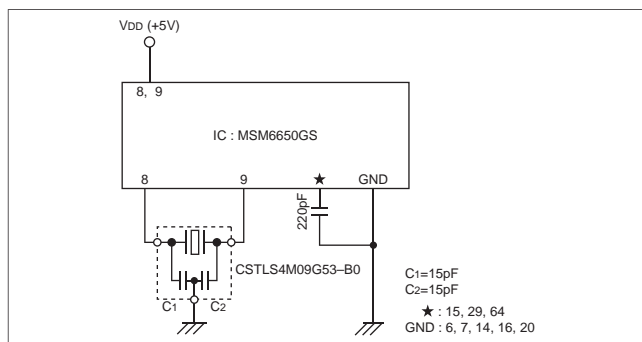 VDD (+5V)
8, 9
IC : MSM6650GS
8
9
★
GND
220pF
CSTLS4M09G53–B0
C1
C2
C1=15pF
C2=15pF
★ : 15, 29, 64
GND : 6, 7, 14, 16, 20